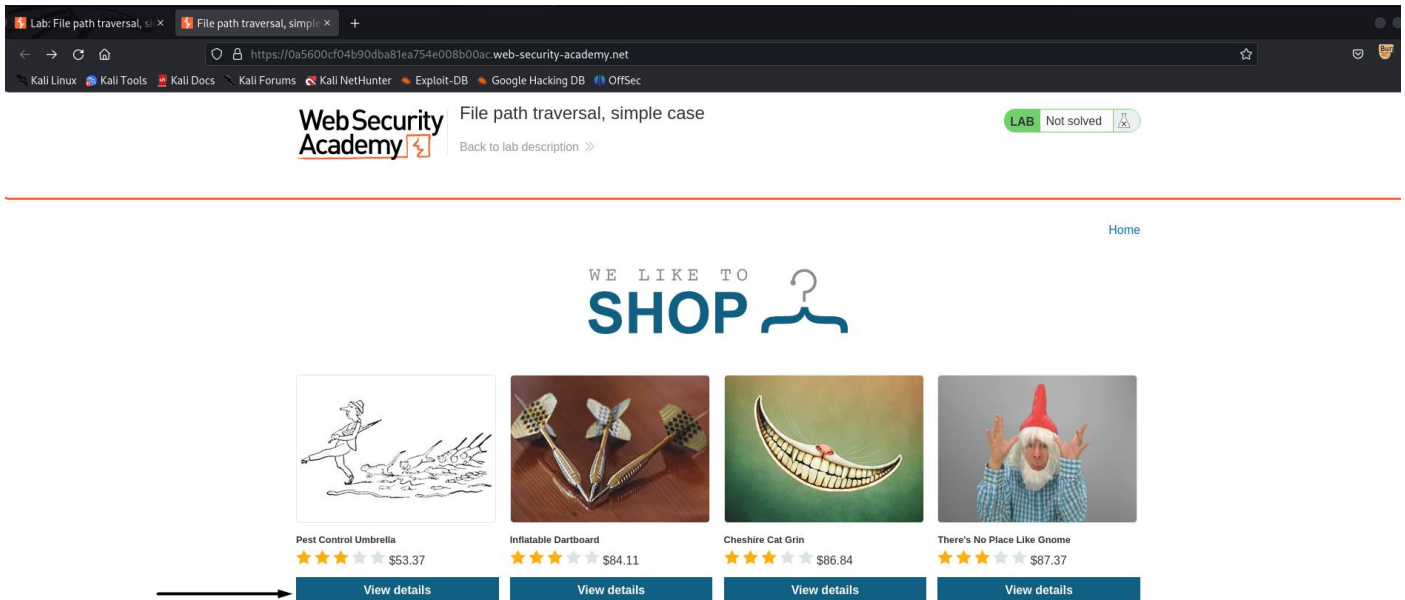 Lab: File path traversal, si
File path traversal, simple
https://0a5600cf04b90dba81ea754e008b00ac.web-security-academy.net
Kali Linux Kali Tools Kali Docs Kali Forums Kali NetHunter Exploit-DB Google Hacking DB OffSec
Web Security
Academy
File path traversal, simple case
Back to lab description
LAB Not solved
Home
WE LIKE TO
SHOP
Pest Control Umbrella
$53.37
View details
Inflatable Dartboard
$84.11
View details
Cheshire Cat Grin
$86.84
View details
There's No Place Like Gnome
$87.37
View details